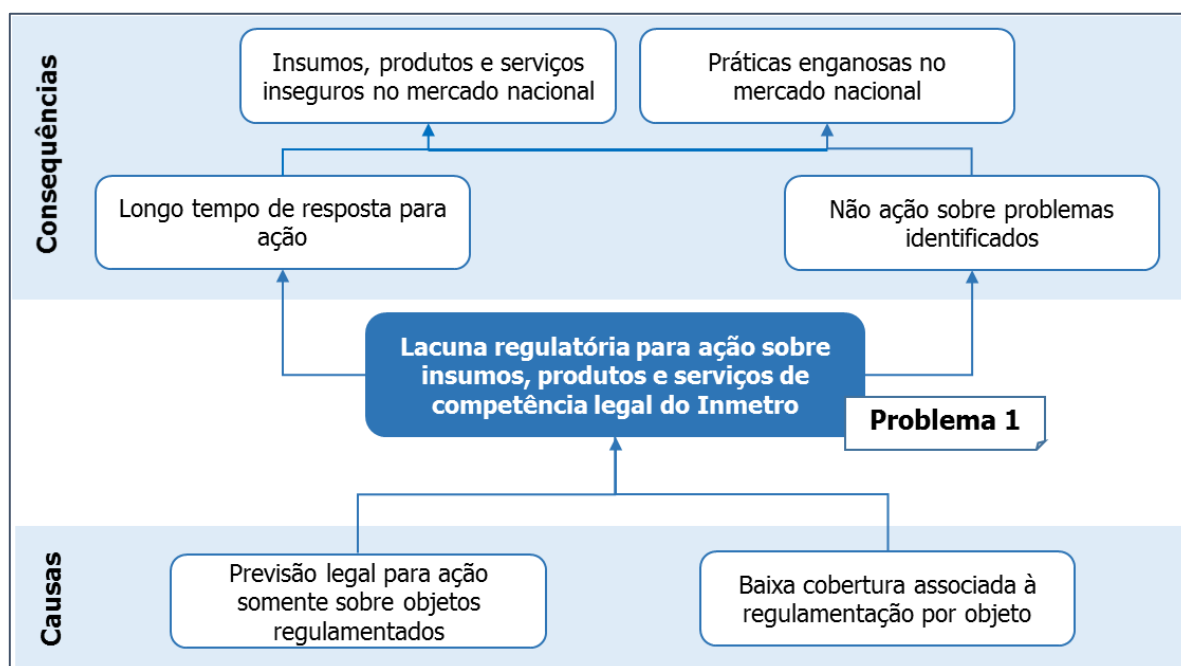 Consequências
Insumos, produtos e serviços
inseguros no mercado nacional
Práticas enganosas no
mercado nacional
Longo tempo de resposta para
ação
Não ação sobre problemas
identificados
Lacuna regulatória para ação sobre
insumos, produtos e serviços de
competência legal do Inmetro
Problema 1
Causas
Previsão legal para ação
somente sobre objetos
regulamentados
Baixa cobertura associada à
regulamentação por objeto